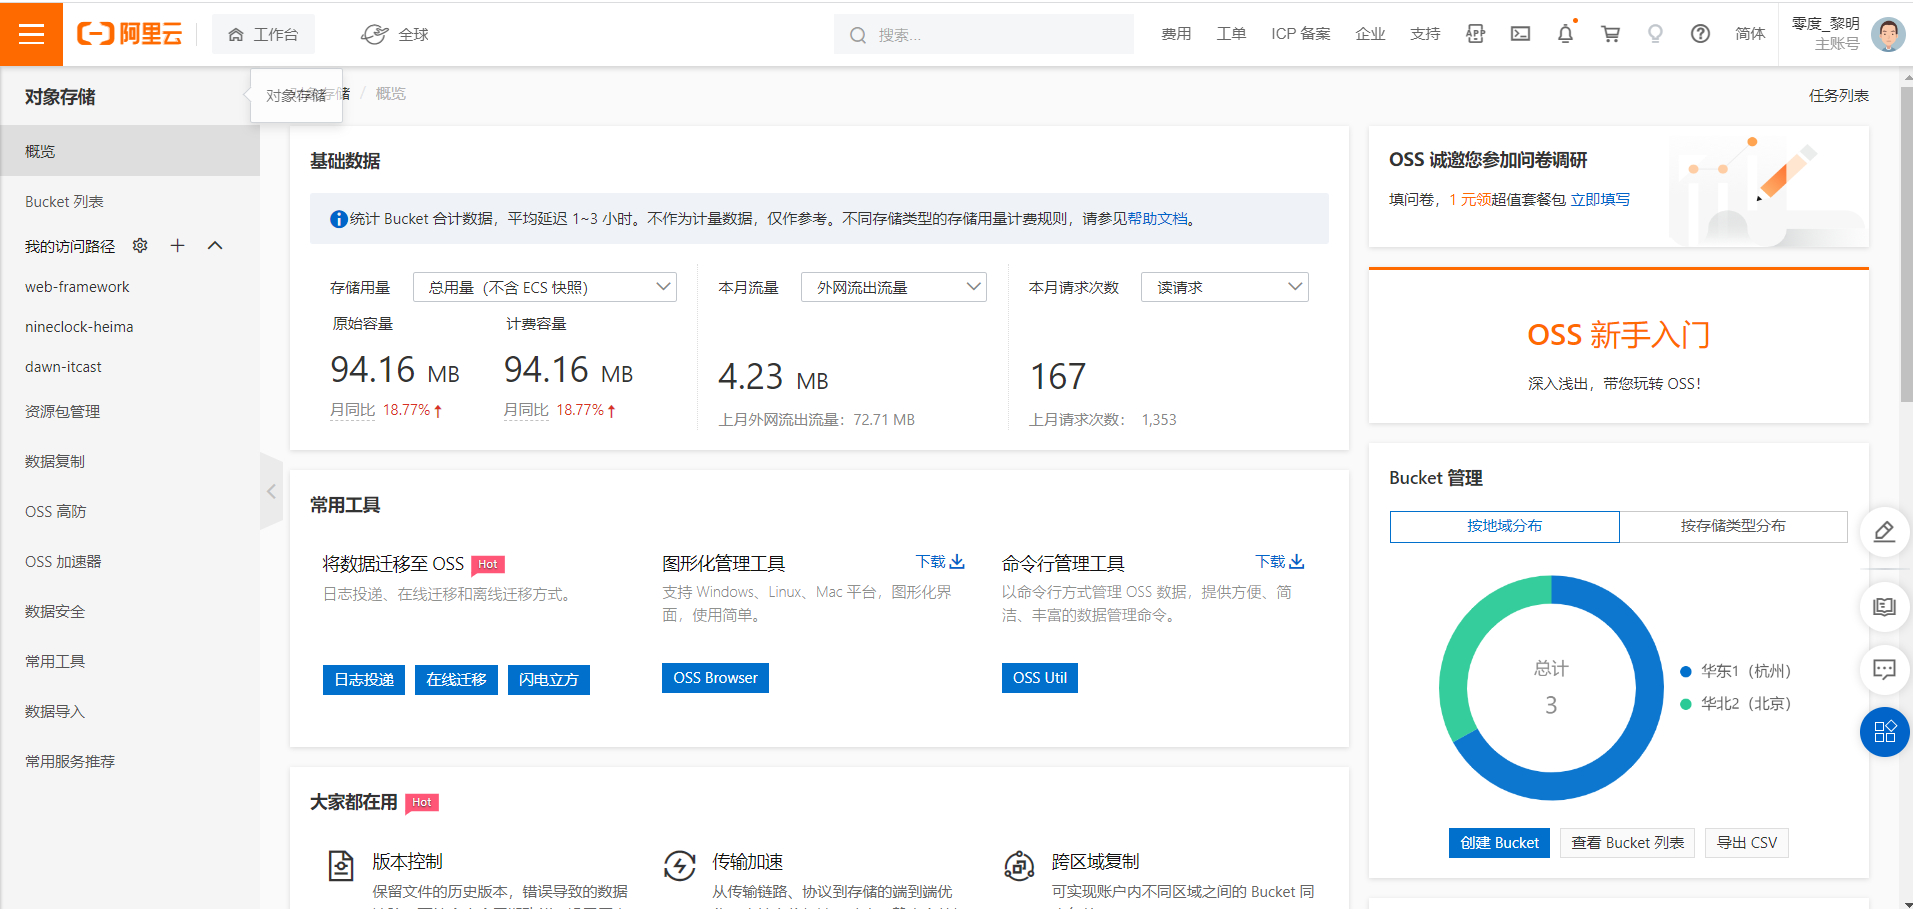 阿里云
工作台
全球
搜索...
费用
工单
ICP 备案
企业
支持
APP
简体
零度_黎明
主账号
对象存储
概览
Bucket 列表
我的访问路径
web-framework
nineclock-heima
dawn-itcast
资源包管理
数据复制
OSS 高防
OSS 加速器
数据安全
常用工具
数据导入
常用服务推荐
对象存储
对象存储 / 概览
任务列表
基础数据
统计 Bucket 合计数据，平均延迟 1~3 小时。不作为计量数据，仅作参考。不同存储类型的存储用量计费规则，请参见帮助文档。
存储用量
总用量（不含 ECS 快照）
原始容量
计费容量
94.16 MB
94.16 MB
月同比 18.77%
月同比 18.77%
本月流量
外网流出流量
4.23 MB
上月外网流出流量： 72.71 MB
本月请求次数
读请求
167
上月请求次数： 1,353
常用工具
将数据迁移至 OSS Hot
日志投递、在线迁移和离线迁移方式。
日志投递
在线迁移
闪电立方
图形化管理工具
下载
支持 Windows、Linux、Mac 平台，图形化界
面，使用简单。
OSS Browser
命令行管理工具
下载
以命令行方式管理 OSS 数据，提供方便、简
洁、丰富的数据管理命令。
OSS Util
大家都在用 Hot
版本控制
保留文件的历史版本，错误导致的数据
传输加速
从传输链路、协议到存储的端到端优
跨区域复制
可实现账户内不同区域之间的 Bucket 同
OSS 诚邀您参加问卷调研
填问卷，1 元领超值套餐包 立即填写
OSS 新手入门
深入浅出，带您玩转 OSS！
Bucket 管理
按地域分布
按存储类型分布
总计
3
华东1（杭州）
华北2（北京）
创建 Bucket
查看 Bucket 列表
导出 CSV